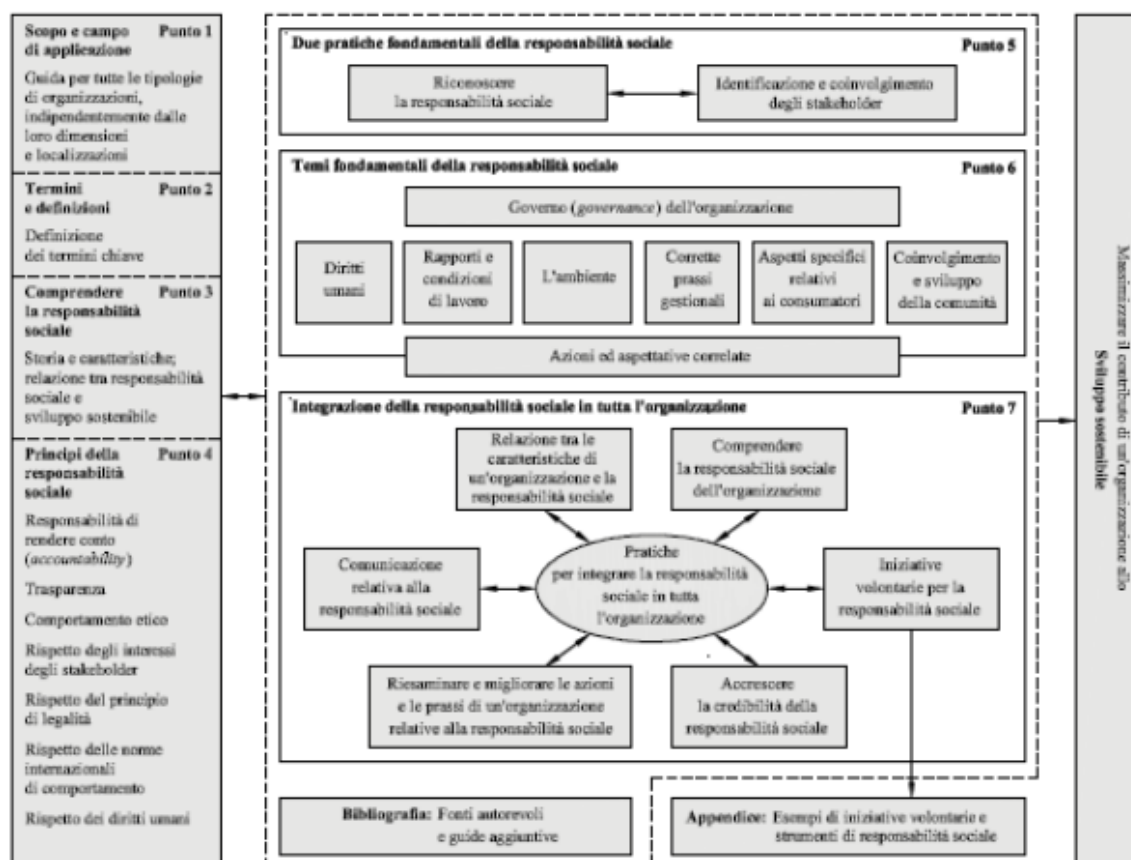 Scopo e campo Punto 1
di applicazione
Guida per tutte le tipologie
di organizzazioni,
indipendentemente dalle
loro dimensioni
e localizzazioni
Termini Punto 2
e definizioni
Definizione
dei termini chiave
Comprendere Punto 3
la responsabilità
sociale
Storia e caratteristiche;
relazione tra responsabilità
sociale e
sviluppo sostenibile
Principi della Punto 4
responsabilità
sociale
Responsabilità di
rendere conto
(accountability)
Trasparenza
Comportamento etico
Rispetto degli interessi
degli stakeholder
Rispetto del principio
di legalità
Rispetto delle norme
internazionali
di comportamento
Rispetto dei diritti umani
Due pratiche fondamentali della responsabilità sociale Punto 5
Riconoscere
la responsabilità sociale
Identificazione e coinvolgimento
degli stakeholder
Temi fondamentali della responsabilità sociale Punto 6
Governo (governance) dell'organizzazione
Diritti
umani
Rapporti e
condizioni
di lavoro
L'ambiente
Corrette
prassi
gestionali
Aspetti specifici
relativi
ai consumatori
Coinvolgimento
e sviluppo
della comunità
Azioni ed aspettative correlate
Integrazione della responsabilità sociale in tutta l'organizzazione Punto 7
Relazione tra le
caratteristiche di
un'organizzazione e la
responsabilità sociale
Comprendere
la responsabilità sociale
dell'organizzazione
Comunicazione
relativa alla
responsabilità sociale
Pratiche
per integrare la responsabilità
sociale in tutta
l'organizzazione
Iniziative
volontarie per la
responsabilità sociale
Riesaminare e migliorare le azioni
e le prassi di un'organizzazione
relative alla responsabilità sociale
Accrescere
la credibilità della
responsabilità sociale
Bibliografia: Fonti autorevoli
e guide aggiuntive
Appendice: Esempi di iniziative volontarie e
strumenti di responsabilità sociale
Massimizzare il contributo di un'organizzazione allo
Sviluppo sostenibile